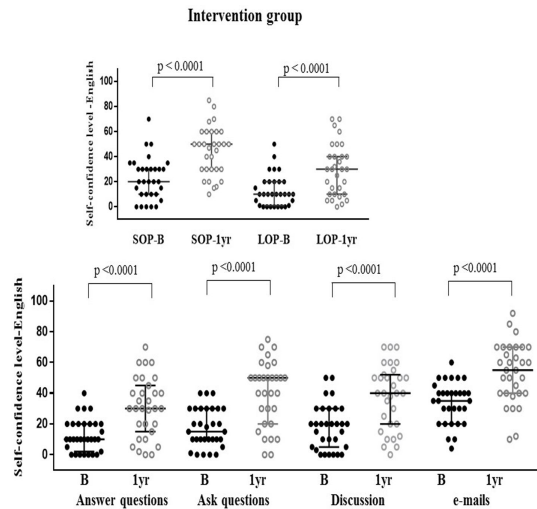 Intervention group
p < 0.0001 p < 0.0001
Self-confidence level-English
100
80
60
40
20
0
SOP-B SOP-1yr LOP-B LOP-1yr
p <0.0001 p <0.0001 p <0.0001 p <0.0001
Self-confidence level-English
100
80
60
40
20
0
B 1yr B 1yr B 1yr B 1yr
Answer questions Ask questions Discussion e-mails